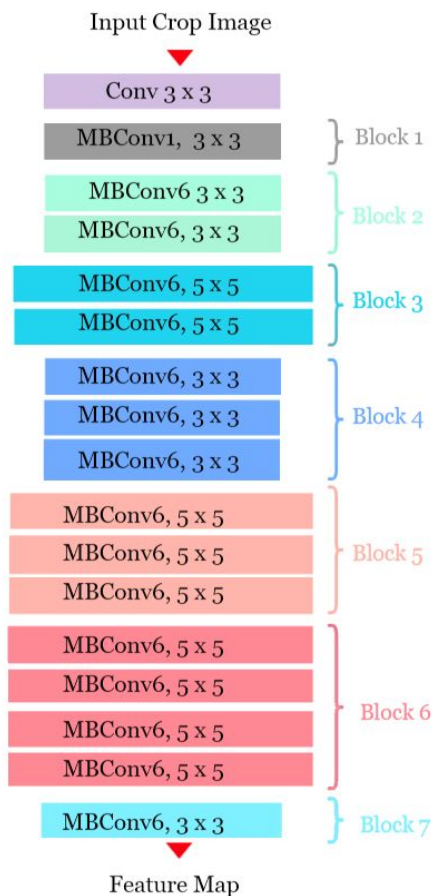 Input Crop Image
Conv 3 x 3
MBConv1, 3 x 3
Block 1
MBConv6 3 x 3
MBConv6, 3 x 3
Block 2
MBConv6, 5 x 5
MBConv6, 5 x 5
Block 3
MBConv6, 3 x 3
MBConv6, 3 x 3
MBConv6, 3 x 3
Block 4
MBConv6, 5 x 5
MBConv6, 5 x 5
MBConv6, 5 x 5
Block 5
MBConv6, 5 x 5
MBConv6, 5 x 5
MBConv6, 5 x 5
MBConv6, 5 x 5
Block 6
MBConv6, 3 x 3
Block 7
Feature Map